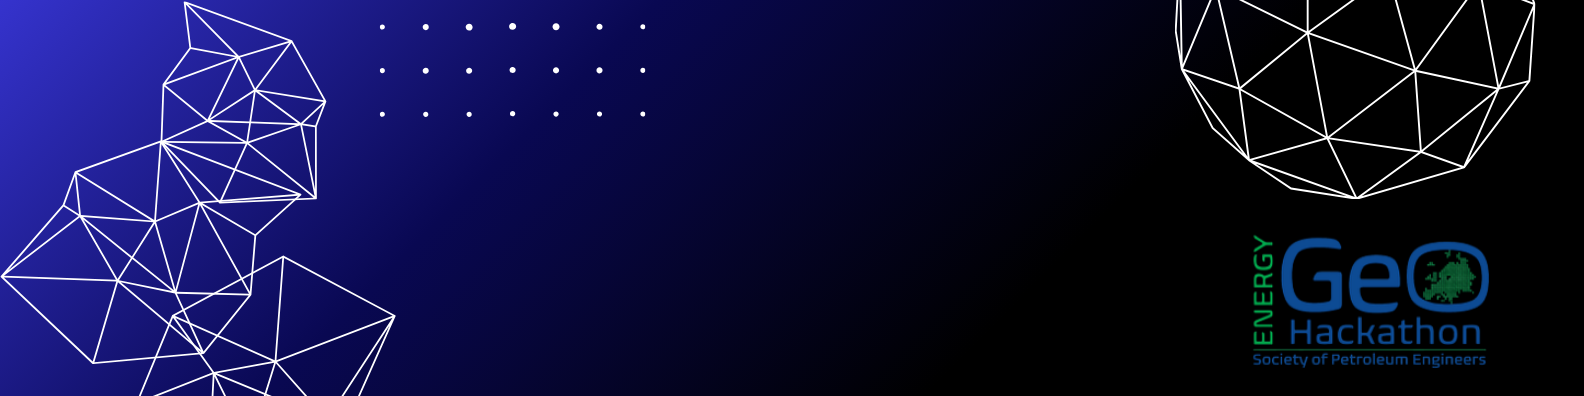 ENERGY
GeO
Hackathon
Society of Petroleum Engineers